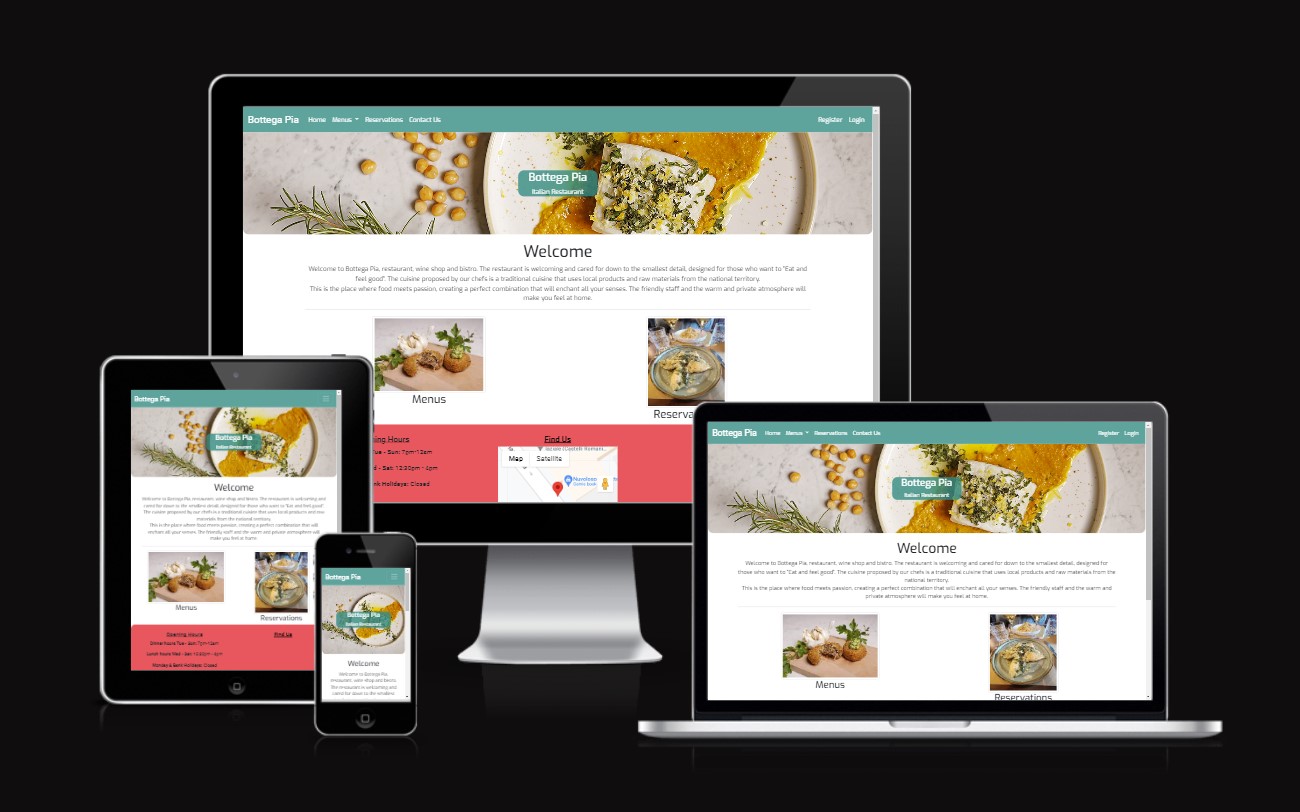 Bottega Pia Home Menus Reservations Contact Us Register Login
Bottega Pia
Italian Restaurant
Welcome
Welcome to Bottega Pia, restaurant, wine shop and bistro. The restaurant is welcoming and cared for down to the smallest detail, designed for those who want to "Eat and
feel good". The cuisine proposed by our chefs is a traditional cuisine that uses local products and raw materials from the national territory.
This is the place where food meets passion, creating a perfect combination that will enchant all your senses. The friendly staff and the warm and private atmosphere will
make you feel at home.
Menus
Reserva
ning Hours
Find Us
ue - Sun: 7pm-12am
d - Sat: 12:30pm - 4pm
nk Holidays: Closed
Map Satellite
Bottega Pia
Bottega Pia
Italian Restaurant
Welcome
Welcome to Bottega Pia, restaurant, wine shop and bistro. The restaurant is welcoming and
cared for down to the smallest detail, designed for those who want to "Eat and feel good".
The cuisine proposed by our chefs is a traditional cuisine that uses local products and raw
materials from the national territory.
This is the place where food meets passion, creating a perfect combination that will
enchant all your senses. The friendly staff and the warm and private atmosphere will
make you feel at home.
Menus
Reservations
Opening Hours
Find Us
Dinner hours Tue - Sun: 7pm-12am
Lunch hours Wed - Sat: 12:30pm - 4pm
Monday & Bank Holidays: Closed
Bottega Pia
Bottega Pia
Italian Restaurant
Welcome
Welcome to Bottega Pia,
restaurant, wine shop and bistro.
The restaurant is welcoming and
cared for down to the smallest
Bottega Pia Home Menus Reservations Contact Us Register Login
Bottega Pia
Italian Restaurant
Welcome
Welcome to Bottega Pia, restaurant, wine shop and bistro. The restaurant is welcoming and cared for down to the smallest detail, designed for
those who want to "Eat and feel good". The cuisine proposed by our chefs is a traditional cuisine that uses local products and raw materials from the
national territory.
This is the place where food meets passion, creating a perfect combination that will enchant all your senses. The friendly staff and the warm and
private atmosphere will make you feel at home.
Menus
Reservations